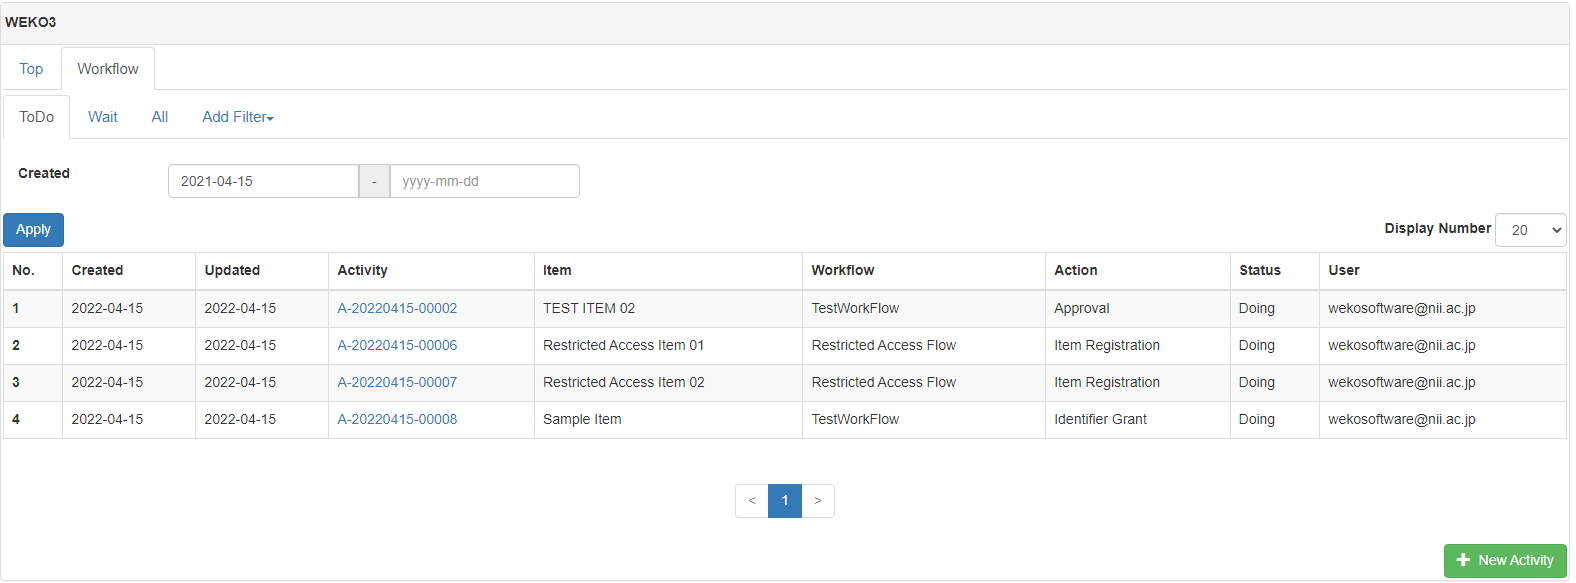 WEKO3
Top Workflow
ToDo Wait All Add Filter
Created 2021-04-15 - yyyy-mm-dd
Apply Display Number 20
No. Created Updated Activity Item Workflow Action Status User
1 2022-04-15 2022-04-15 A-20220415-00002 TEST ITEM 02 TestWorkFlow Approval Doing wekosoftware@nii.ac.jp
2 2022-04-15 2022-04-15 A-20220415-00006 Restricted Access Item 01 Restricted Access Flow Item Registration Doing wekosoftware@nii.ac.jp
3 2022-04-15 2022-04-15 A-20220415-00007 Restricted Access Item 02 Restricted Access Flow Item Registration Doing wekosoftware@nii.ac.jp
4 2022-04-15 2022-04-15 A-20220415-00008 Sample Item TestWorkFlow Identifier Grant Doing wekosoftware@nii.ac.jp
< 1 >
+ New Activity